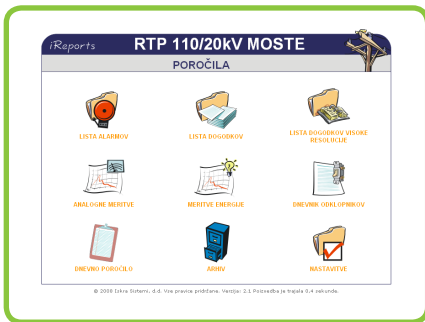 iReports
RTP 110/20kV MOSTE
POROČILA
LISTA ALARMOV
LISTA DOGODKOV
LISTA DOGODKOV VISOKE
RESOLUCIJE
ANALOGNE MERITVE
MERITVE ENERGIJE
DNEVNIK ODKLOPNIKOV
DNEVNO POROČILO
ARHIV
NASTAVITVE
© 2008 Iskra Sistemi, d.d. Vse pravice pridržane. Verzija: 2.1 Poizvedba je trajala 0,4 sekunde.